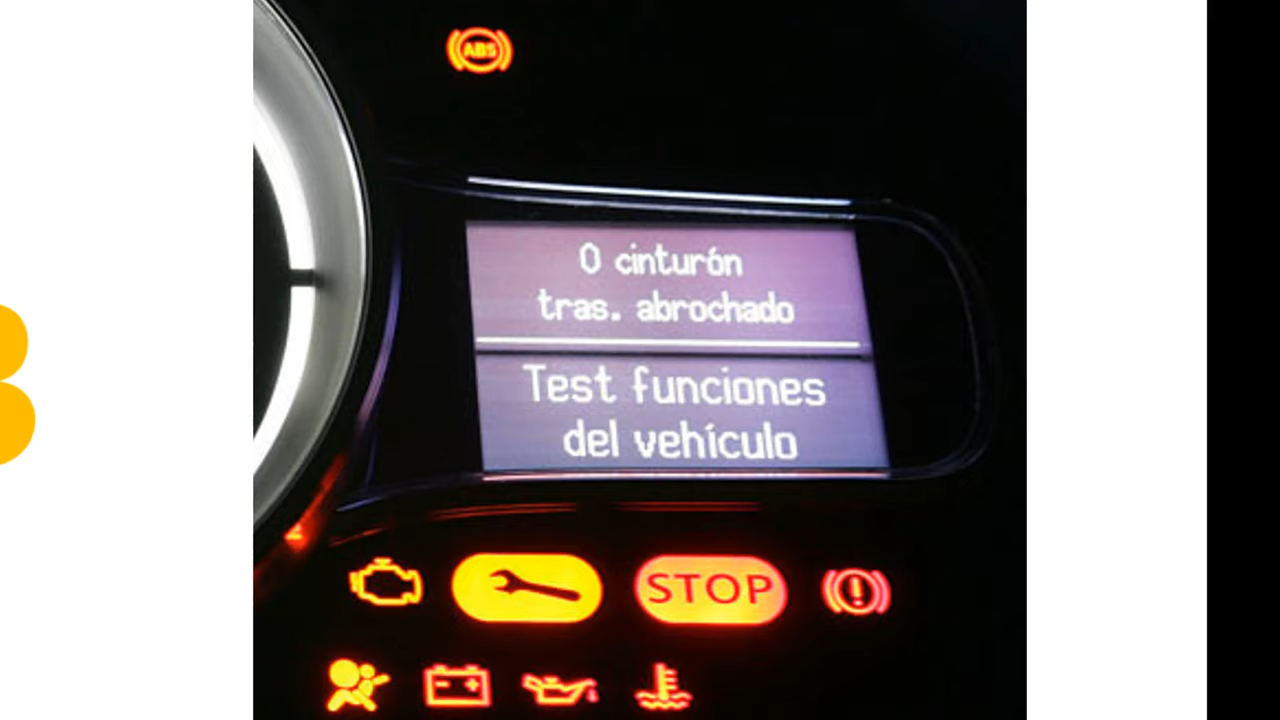 ABS
0 cinturón
tras. abrochado
Test funciones
del vehículo
STOP